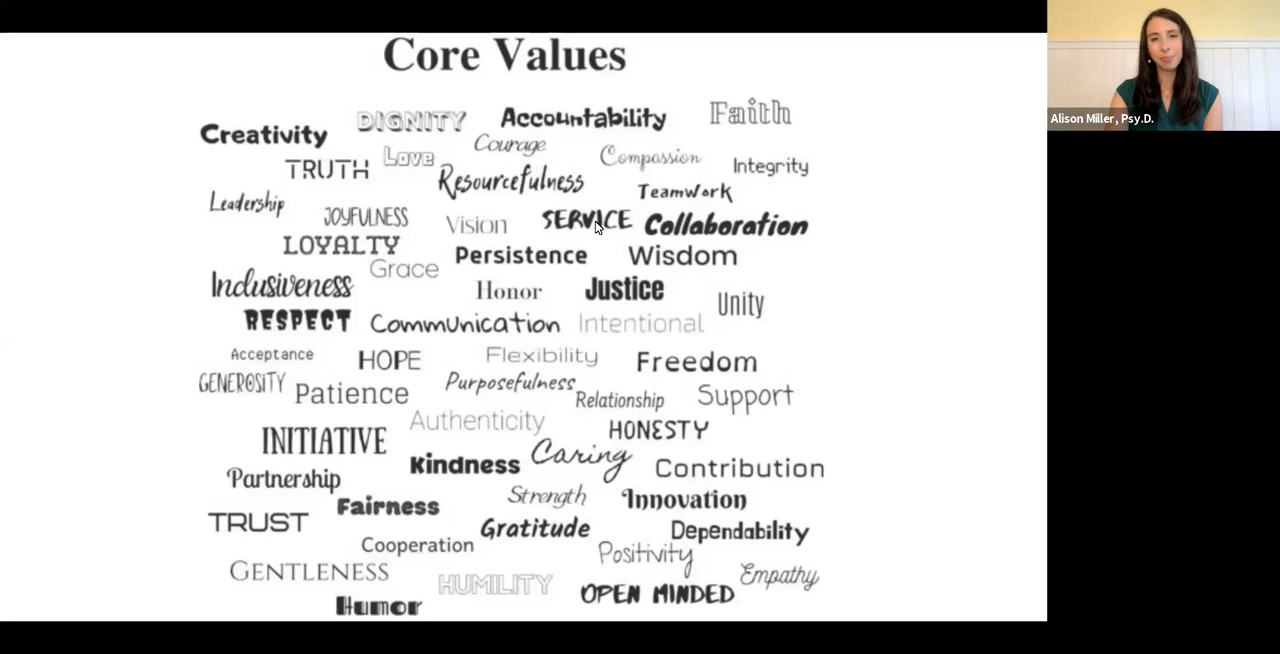 Core Values
Creativity DIGNITY Accountability Faith
TRUTH Love Courage Compassion Integrity
Leadership JOYFULNESS Resourcefulness TEAMWORK
LOYALTY Vision SERVICE Collaboration
Inclusiveness Grace Persistence Wisdom
Honor Justice Unity
RESPECT Communication Intentional
Acceptance HOPE Flexibility Freedom
GENEROSITY Patience Purposefulness Relationship Support
INITIATIVE Authenticity HONESTY
Partnership Kindness Caring Contribution
TRUST Fairness Strength Innovation
Cooperation Gratitude Dependability
GENTLENESS Positivity Empathy
Humor HUMILITY OPEN MINDED
Alison Miller, Psy.D.